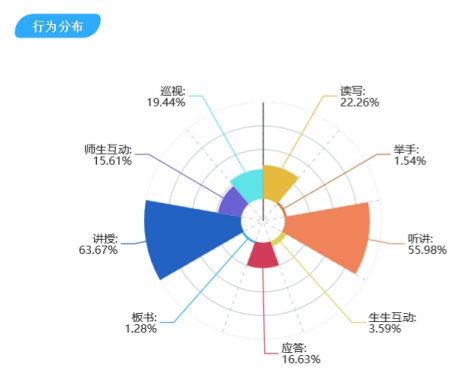 行为分布
巡视:
19.44%
读写:
22.26%
师生互动:
15.61%
举手:
1.54%
讲授:
63.67%
听讲:
55.98%
板书:
1.28%
生生互动:
3.59%
应答:
16.63%